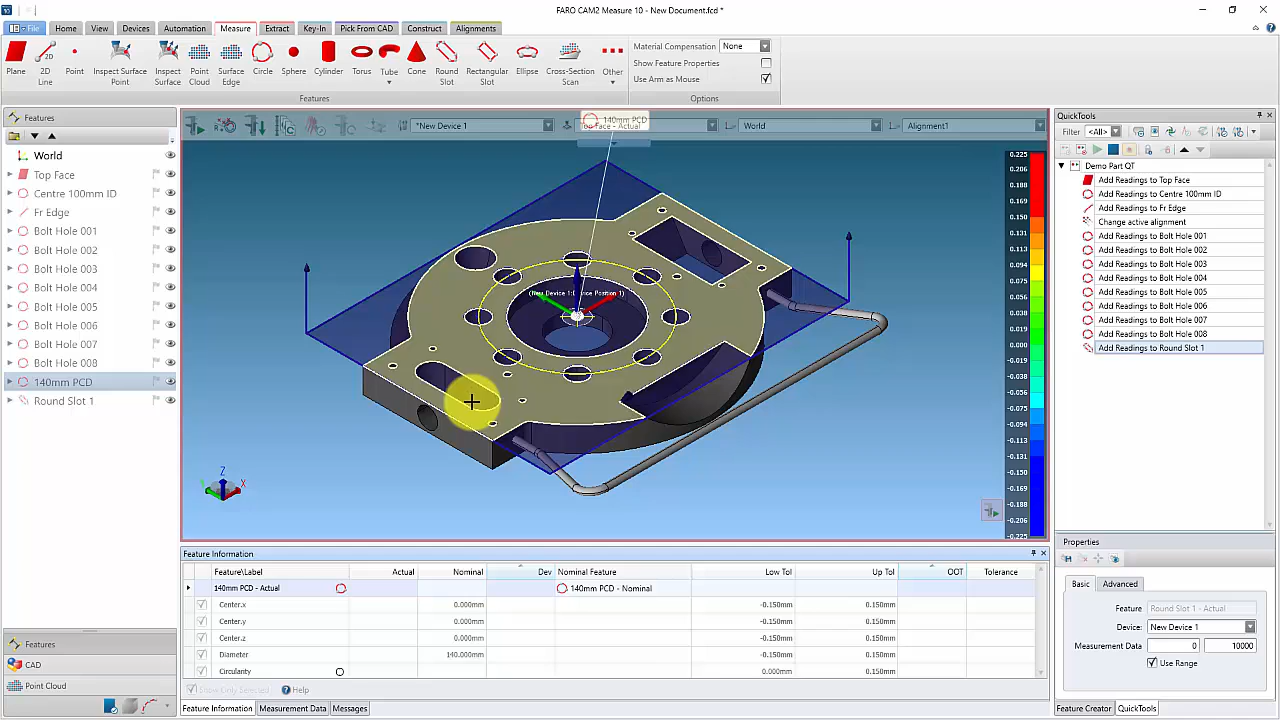 FARO CAM2 Measure 10 - New Document.fcd *
File Home View Devices Automation Measure Extract Key-In Pick From CAD Construct Alignments
Plane
2D
Line
Point
Inspect Surface
Point
Inspect
Surface
Point
Cloud
Surface
Edge
Circle
Sphere
Cylinder
Torus
Tube
Cone
Round
Slot
Rectangular
Slot
Ellipse
Cross-Section
Scan
Other
Features
Material Compensation None
Show Feature Properties
Use Arm as Mouse
Options
Features
World
Top Face
Centre 100mm ID
Fr Edge
Bolt Hole 001
Bolt Hole 002
Bolt Hole 003
Bolt Hole 004
Bolt Hole 005
Bolt Hole 006
Bolt Hole 007
Bolt Hole 008
140mm PCD
Round Slot 1
Features
CAD
Point Cloud
*New Device 1
140mm PCD
Top Face - Actual
World
Alignment1
0.225
0.206
0.188
0.169
0.150
0.131
0.113
0.094
0.075
0.056
0.038
0.019
0.000
-0.019
-0.038
-0.056
-0.075
-0.094
-0.113
-0.131
-0.150
-0.169
-0.188
-0.206
-0.225
Z
X
Feature Information
Feature\Label Actual Nominal Dev Nominal Feature Low Tol Up Tol OOT Tolerance
140mm PCD - Actual 140mm PCD - Nominal
Center.x 0.000mm -0.150mm 0.150mm
Center.y 0.000mm -0.150mm 0.150mm
Center.z 0.000mm -0.150mm 0.150mm
Diameter 140.000mm -0.150mm 0.150mm
Circularity 0.000mm 0.150mm
Show Only Selected Help
Feature Information Measurement Data Messages
QuickTools
Filter <All>
Demo Part QT
Add Readings to Top Face
Add Readings to Centre 100mm ID
Add Readings to Fr Edge
Change active alignment
Add Readings to Bolt Hole 001
Add Readings to Bolt Hole 002
Add Readings to Bolt Hole 003
Add Readings to Bolt Hole 004
Add Readings to Bolt Hole 005
Add Readings to Bolt Hole 006
Add Readings to Bolt Hole 007
Add Readings to Bolt Hole 008
Add Readings to Round Slot 1
Properties
Basic Advanced
Feature Round Slot 1 - Actual
Device: New Device 1
Measurement Data 0 10000
Use Range
Feature Creator QuickTools